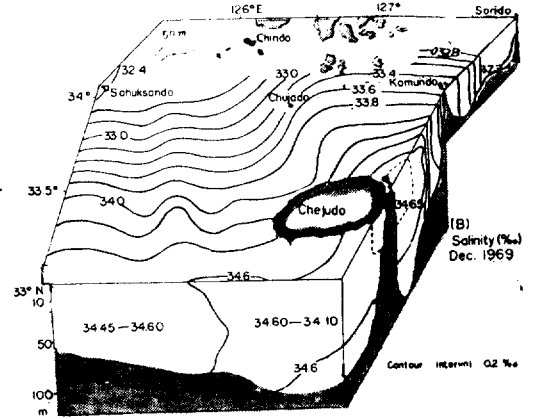 126°E
127°
Sorido
50 m
Chindo
32.4
33.0
33.4
Komundo
34°
Sohuksando
Chujado
33.6
33.8
33.0
33.5°
34.0
Chejudo
34.65
(B)
Salinity (‰)
Dec. 1969
33° N
34.6
10
34.45—34.60
34.60—34.10
50
34.6
Contour interval 0.2 ‰
100
m